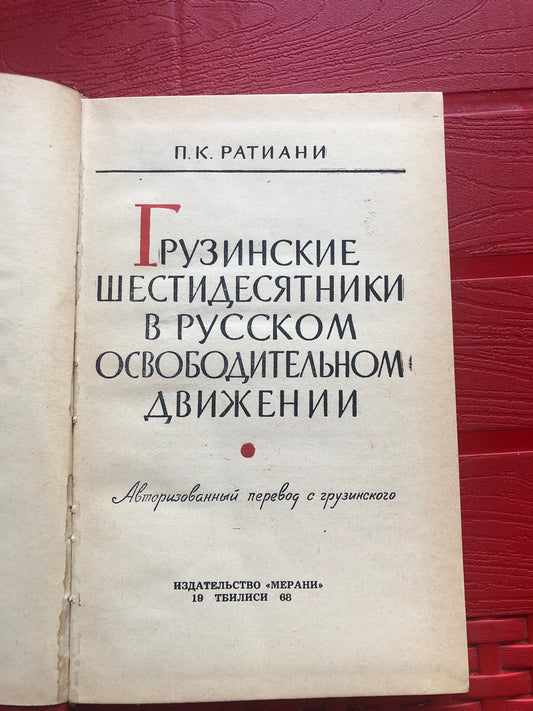 П. К. РАТИАНИ
ГРУЗИНСКИЕ
ШЕСТИДЕСЯТНИКИ
В РУССКОМ
ОСВОБОДИТЕЛЬНОМ
ДВИЖЕНИИ
Авторизованный перевод с грузинского
ИЗДАТЕЛЬСТВО «МЕРАНИ»
19 ТБИЛИСИ 68